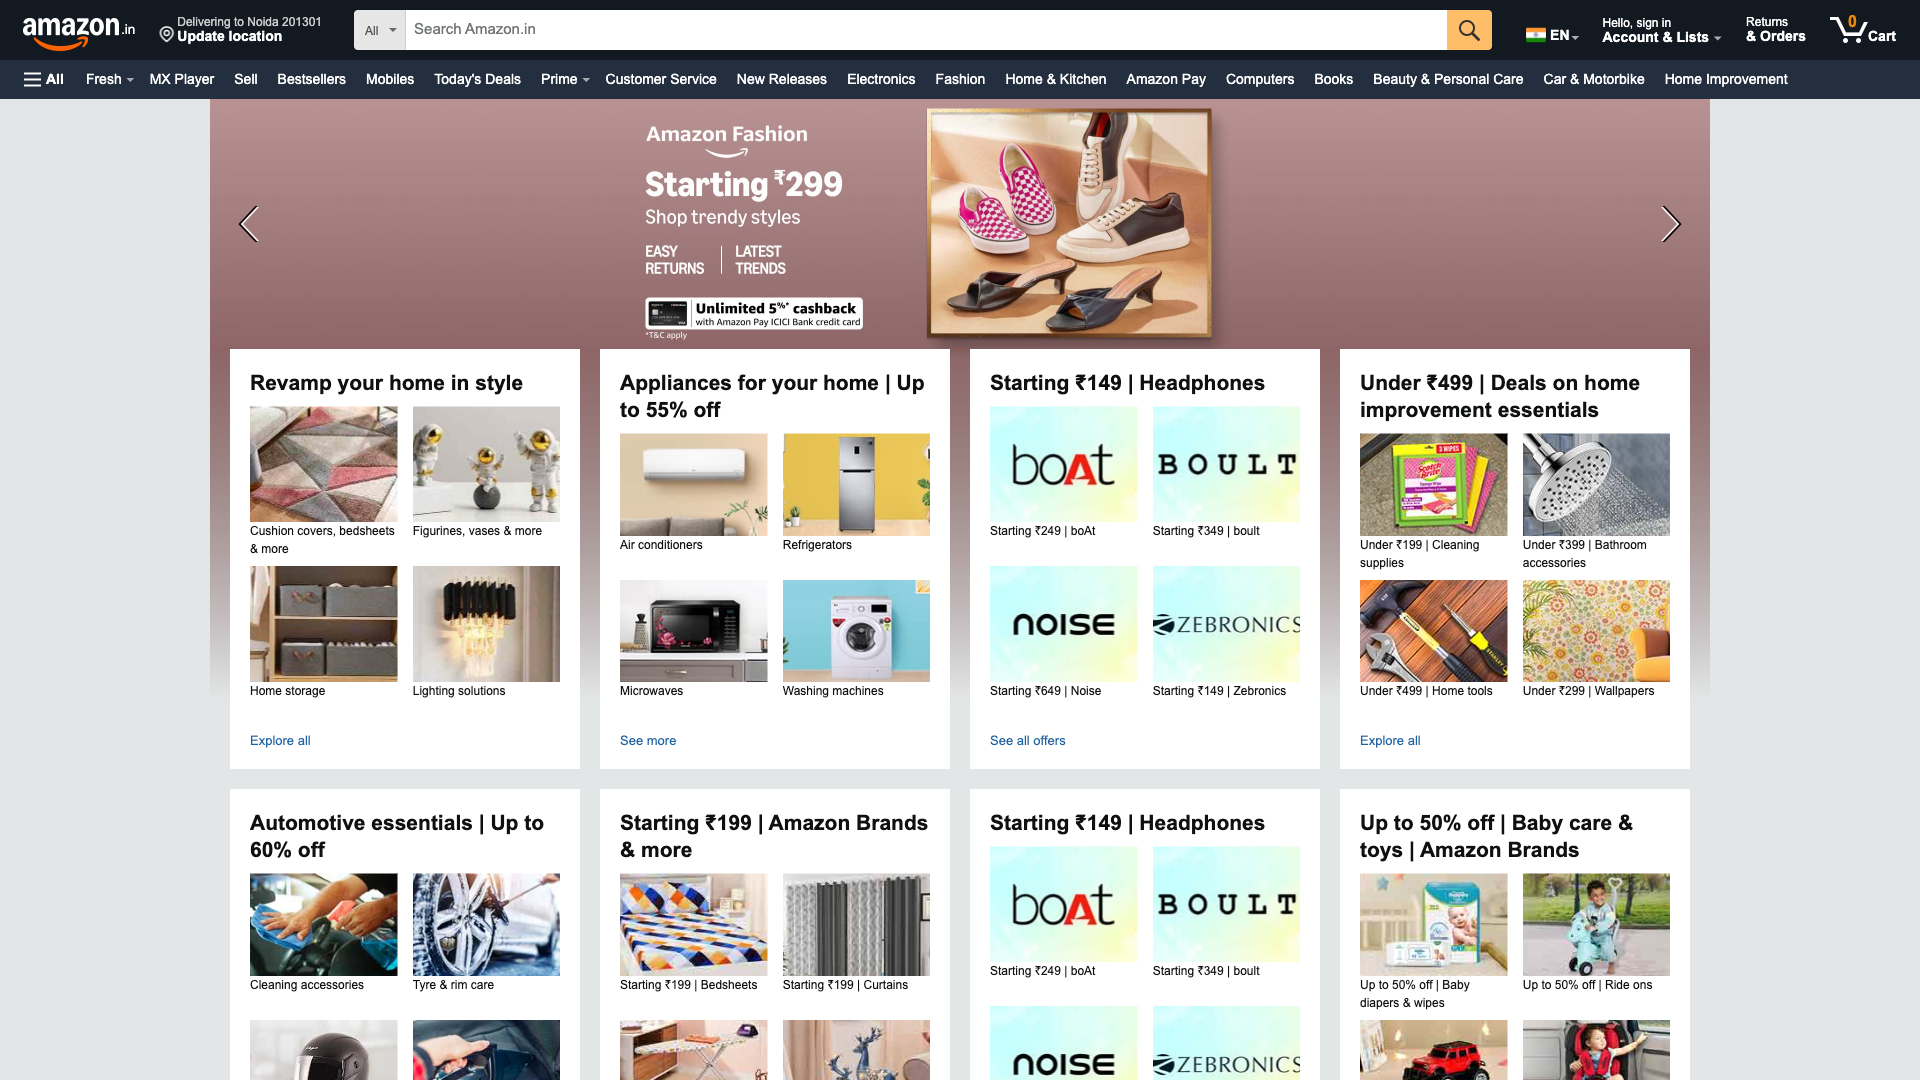 amazon.in
Delivering to Noida 201301
Update location
All
Search Amazon.in
EN
Hello, sign in
Account & Lists
Returns
& Orders
0
Cart
All
Fresh
MX Player
Sell
Bestsellers
Mobiles
Today's Deals
Prime
Customer Service
New Releases
Electronics
Fashion
Home & Kitchen
Amazon Pay
Computers
Books
Beauty & Personal Care
Car & Motorbike
Home Improvement
Amazon Fashion
Starting ₹299
Shop trendy styles
EASY
RETURNS
LATEST
TRENDS
Unlimited 5%* cashback
with Amazon Pay ICICI Bank credit card
*T&C apply
Revamp your home in style
Cushion covers, bedsheets
& more
Figurines, vases & more
Home storage
Lighting solutions
Explore all
Appliances for your home | Up
to 55% off
Air conditioners
Refrigerators
Microwaves
Washing machines
See more
Starting ₹149 | Headphones
boAt
BOULT
Starting ₹249 | boAt
Starting ₹349 | boult
NOISE
ZEBRONICS
Starting ₹649 | Noise
Starting ₹149 | Zebronics
See all offers
Under ₹499 | Deals on home
improvement essentials
3 WIPES
Scotch
Brite
Under ₹199 | Cleaning
supplies
Under ₹399 | Bathroom
accessories
Under ₹499 | Home tools
Under ₹299 | Wallpapers
Explore all
Automotive essentials | Up to
60% off
Cleaning accessories
Tyre & rim care
Starting ₹199 | Amazon Brands
& more
Starting ₹199 | Bedsheets
Starting ₹199 | Curtains
Starting ₹149 | Headphones
boAt
BOULT
Starting ₹249 | boAt
Starting ₹349 | boult
NOISE
ZEBRONICS
Up to 50% off | Baby care &
toys | Amazon Brands
Up to 50% off | Baby
diapers & wipes
Up to 50% off | Ride ons